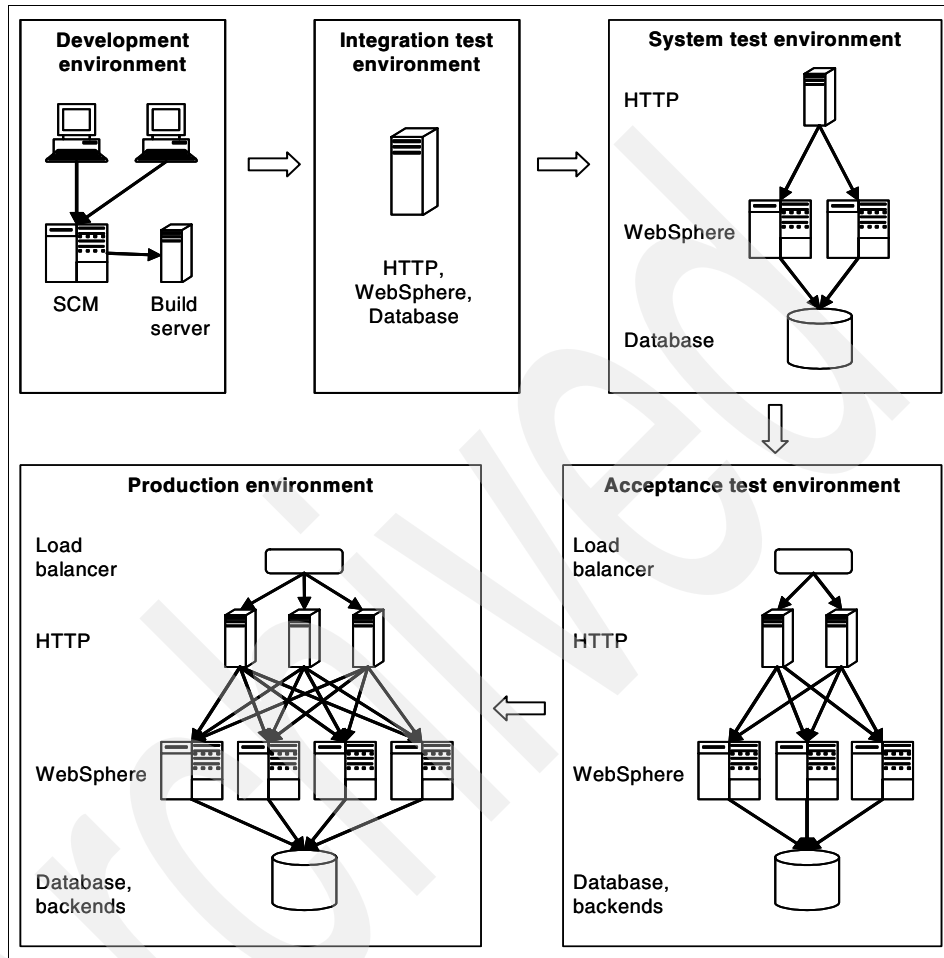 Development
environment
SCM
Build
server
Integration test
environment
HTTP,
WebSphere,
Database
System test environment
HTTP
WebSphere
Database
Production environment
Load
balancer
HTTP
WebSphere
Database,
backends
Acceptance test environment
Load
balancer
HTTP
WebSphere
Database,
backends
Archived